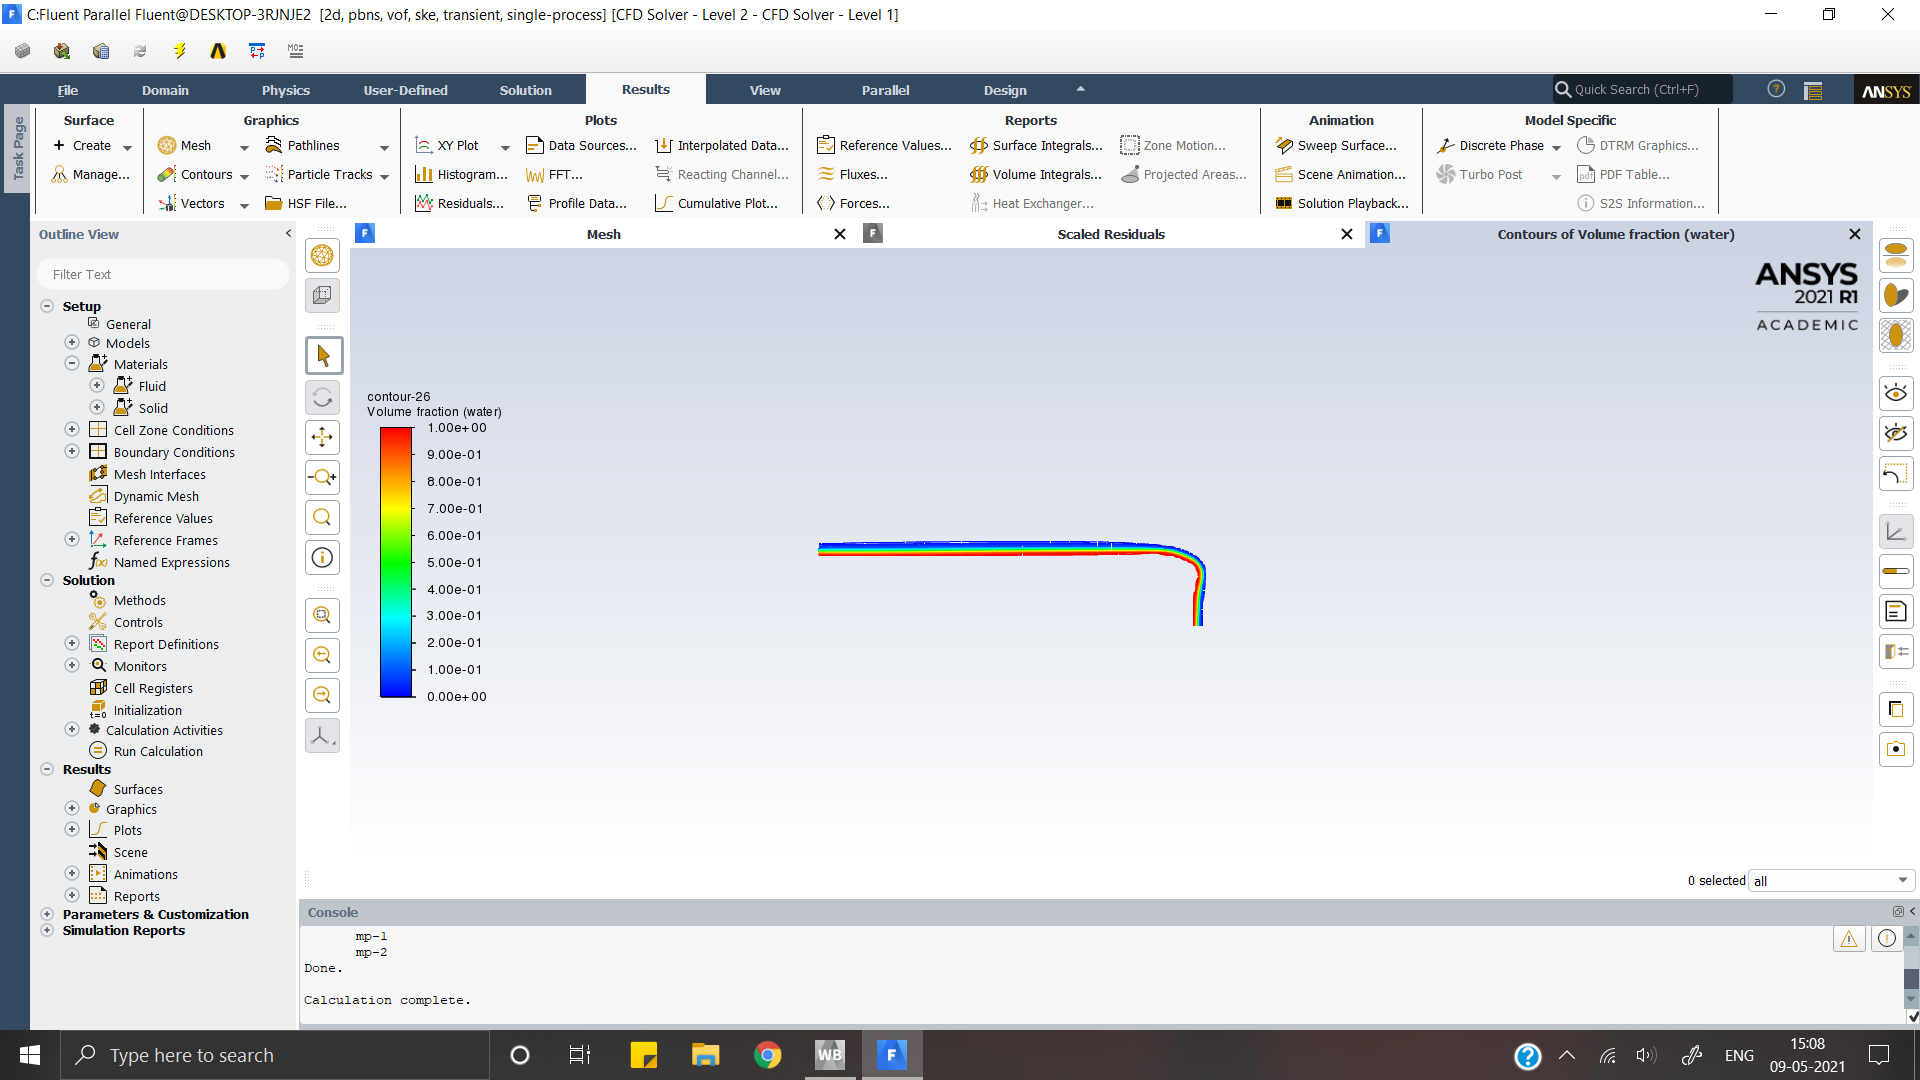 C:Fluent Parallel Fluent@DESKTOP-3RJNJE2 [2d, pbns, vof, ske, transient, single-process] [CFD Solver - Level 2 - CFD Solver - Level 1]
File Domain Physics User-Defined Solution Results View Parallel Design Quick Search (Ctrl+F) ANSYS
Task Page
Surface Graphics Plots Reports Animation Model Specific
+ Create Mesh Pathlines XY Plot Data Sources... Interpolated Data... Reference Values... Surface Integrals... Zone Motion... Sweep Surface... Discrete Phase DTRM Graphics...
Manage... Contours Particle Tracks Histogram... FFT... Reacting Channel... Fluxes... Volume Integrals... Projected Areas... Scene Animation... Turbo Post PDF Table...
Vectors HSF File... Residuals... Profile Data... Cumulative Plot... Forces... Heat Exchanger... Solution Playback... S2S Information...
Outline View
Mesh
Scaled Residuals
Contours of Volume fraction (water)
Filter Text
Setup
General
Models
Materials
Fluid
Solid
Cell Zone Conditions
Boundary Conditions
Mesh Interfaces
Dynamic Mesh
Reference Values
Reference Frames
Named Expressions
Solution
Methods
Controls
Report Definitions
Monitors
Cell Registers
Initialization
Calculation Activities
Run Calculation
Results
Surfaces
Graphics
Plots
Scene
Animations
Reports
Parameters & Customization
Simulation Reports
ANSYS
2021 R1
ACADEMIC
contour-26
Volume fraction (water)
1.00e+00
9.00e-01
8.00e-01
7.00e-01
6.00e-01
5.00e-01
4.00e-01
3.00e-01
2.00e-01
1.00e-01
0.00e+00
0 selected all
Console
mp-1
mp-2
Done.
Calculation complete.
Type here to search
WB
ENG
15:08
09-05-2021